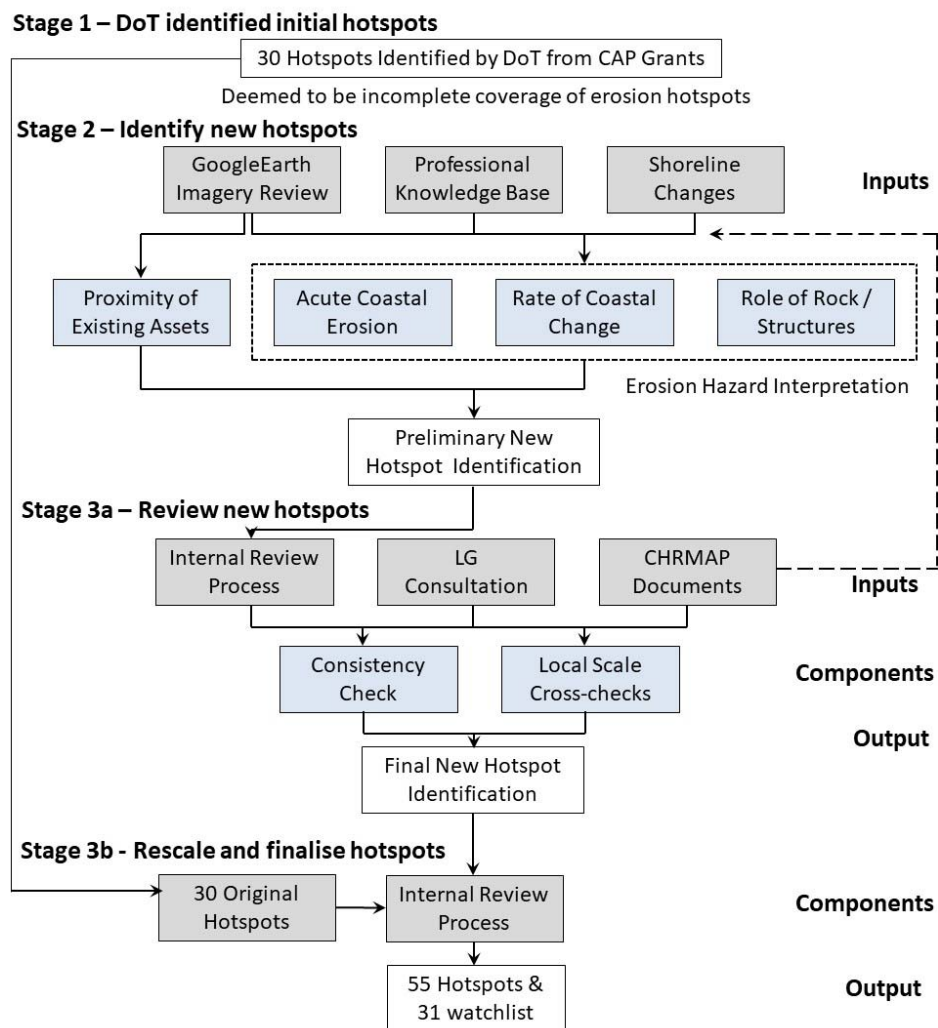 Stage 1 – DoT identified initial hotspots
30 Hotspots Identified by DoT from CAP Grants
Deemed to be incomplete coverage of erosion hotspots
Stage 2 – Identify new hotspots
GoogleEarth
Imagery Review
Professional
Knowledge Base
Shoreline
Changes
Inputs
Proximity of
Existing Assets
Acute Coastal
Erosion
Rate of Coastal
Change
Role of Rock /
Structures
Erosion Hazard Interpretation
Preliminary New
Hotspot Identification
Stage 3a – Review new hotspots
Internal Review
Process
LG
Consultation
CHRMAP
Documents
Inputs
Consistency
Check
Local Scale
Cross-checks
Components
Output
Final New Hotspot
Identification
Stage 3b - Rescale and finalise hotspots
30 Original
Hotspots
Internal Review
Process
Components
55 Hotspots &
31 watchlist
Output